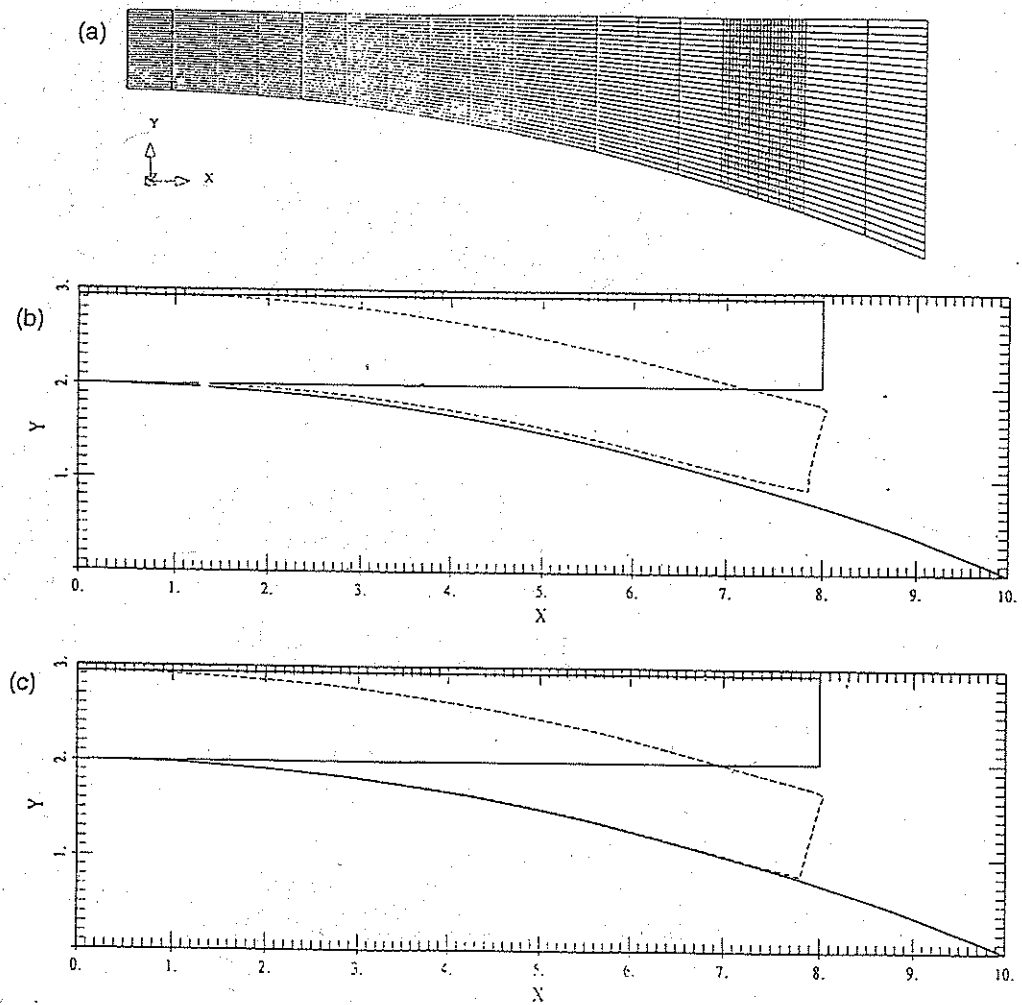 (a)
Y
Z X
(b)
3.
2.
Y
1.
0. 1. 2. 3. 4. 5. 6. 7. 8. 9. 10.
X
(c)
3.
2.
Y
1.
0. 1. 2. 3. 4. 5. 6. 7. 8. 9. 10.
X